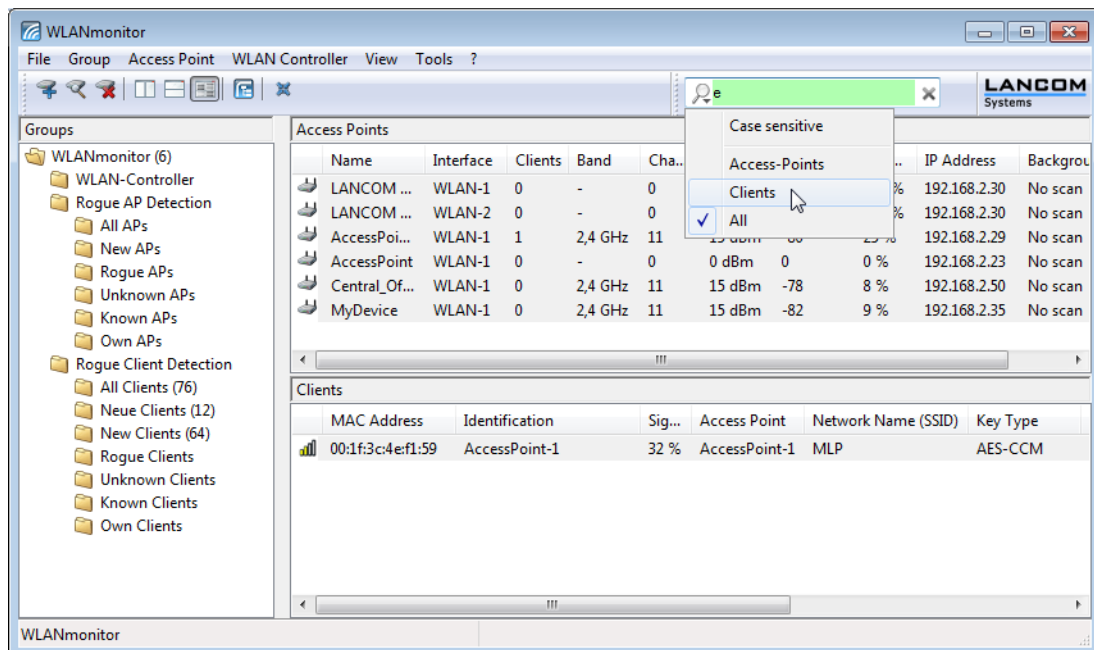 WLANmonitor
File Group Access Point WLAN Controller View Tools ?
e
LANCOM
Systems
Case sensitive
Access-Points
Clients
All
Groups
WLANmonitor (6)
WLAN-Controller
Rogue AP Detection
All APs
New APs
Rogue APs
Unknown APs
Known APs
Own APs
Rogue Client Detection
All Clients (76)
Neue Clients (12)
New Clients (64)
Rogue Clients
Unknown Clients
Known Clients
Own Clients
Access Points
Name Interface Clients Band Cha... .. IP Address Backgrou
LANCOM ... WLAN-1 0 - 0 % 192.168.2.30 No scan
LANCOM ... WLAN-2 0 - 0 % 192.168.2.30 No scan
AccessPoi... WLAN-1 1 2,4 GHz 11 192.168.2.29 No scan
AccessPoint WLAN-1 0 - 0 0 dBm 0 0 % 192.168.2.23 No scan
Central_Of... WLAN-1 0 2,4 GHz 11 15 dBm -78 8 % 192.168.2.50 No scan
MyDevice WLAN-1 0 2,4 GHz 11 15 dBm -82 9 % 192.168.2.35 No scan
Clients
MAC Address Identification Sig... Access Point Network Name (SSID) Key Type
00:1f:3c:4e:f1:59 AccessPoint-1 32 % AccessPoint-1 MLP AES-CCM
WLANmonitor